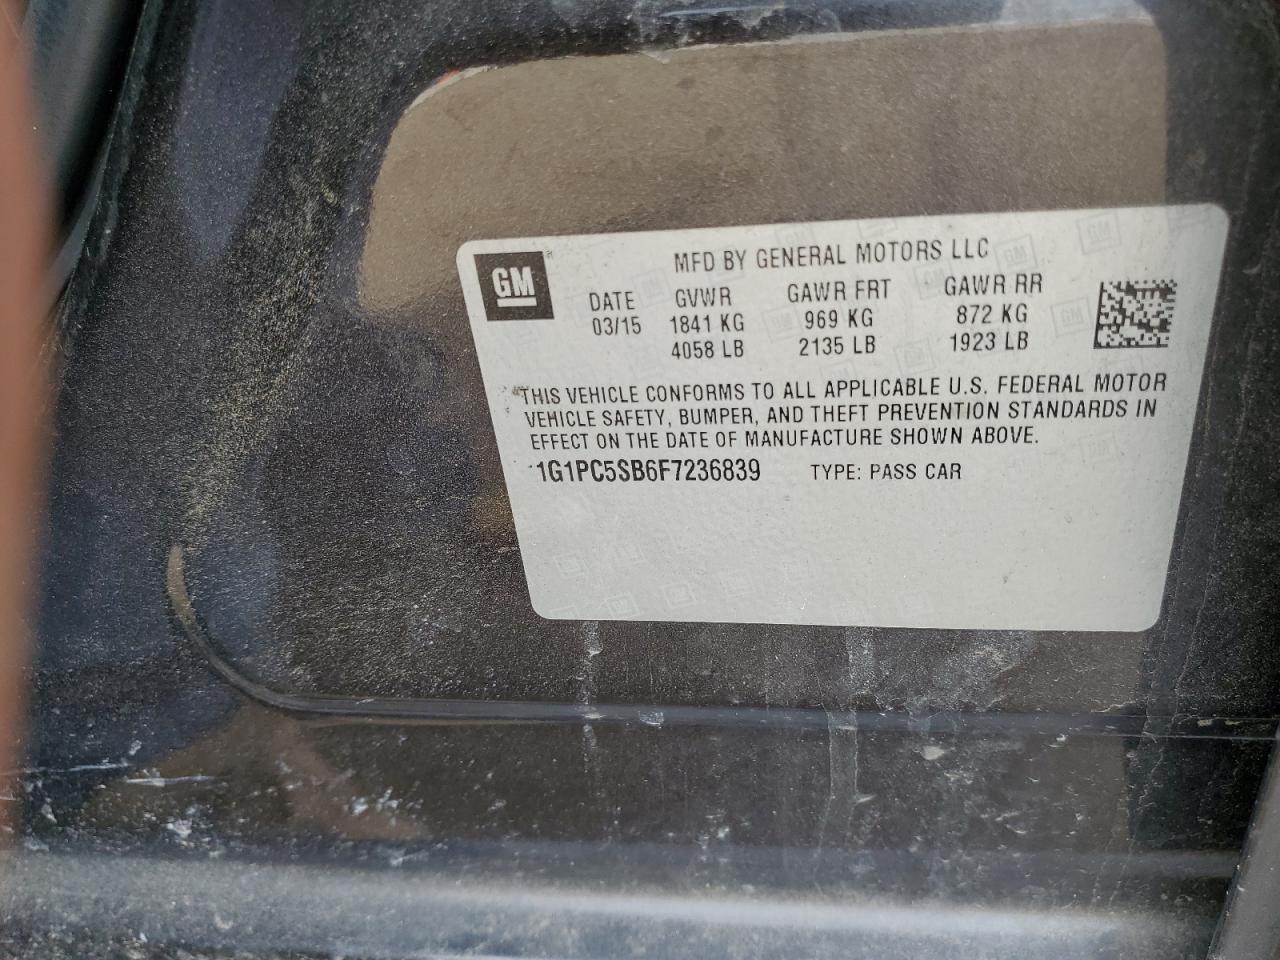 GM
MFD BY GENERAL MOTORS LLC
DATE GVWR GAWR FRT GAWR RR
03/15 1841 KG 969 KG 872 KG
4058 LB 2135 LB 1923 LB
THIS VEHICLE CONFORMS TO ALL APPLICABLE U.S. FEDERAL MOTOR
VEHICLE SAFETY, BUMPER, AND THEFT PREVENTION STANDARDS IN
EFFECT ON THE DATE OF MANUFACTURE SHOWN ABOVE.
1G1PC5SB6F7236839 TYPE: PASS CAR